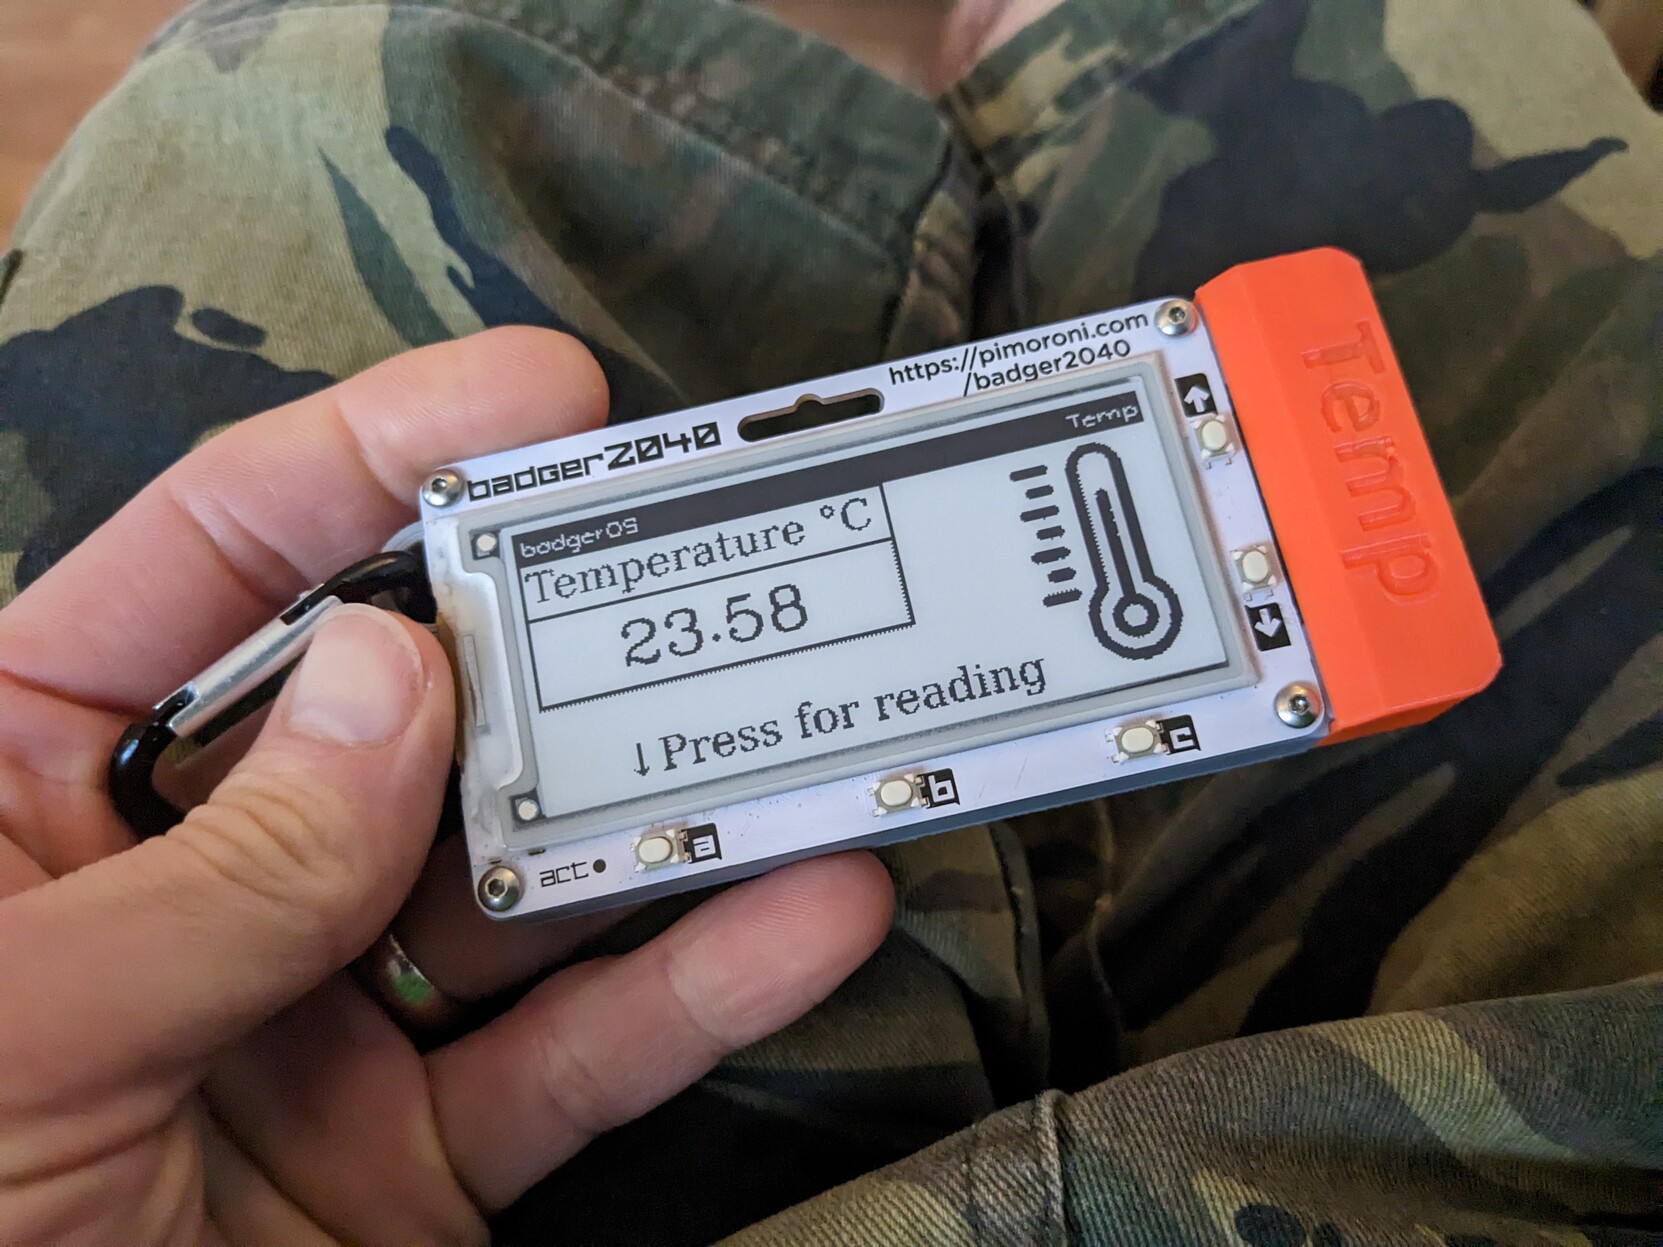 https://pimoroni.com
/badger2040
badger2040
badgerOS
Temp
Temperature °C
23.58
↓Press for reading
act
a
b
c
Temp